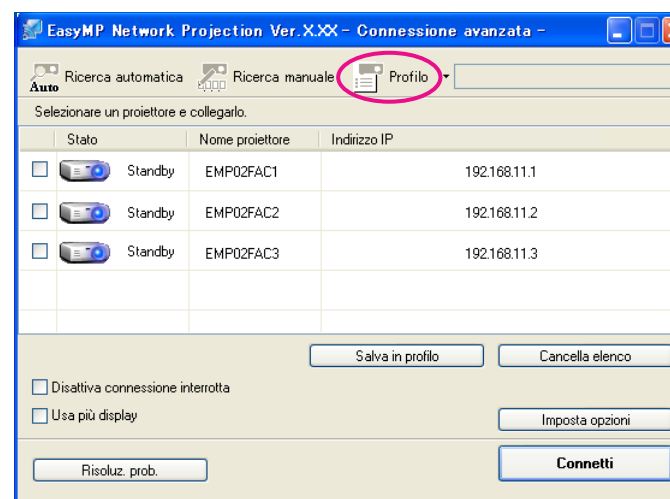 EasyMP Network Projection Ver.X.XX – Connessione avanzata –
Auto Ricerca automatica Ricerca manuale Profilo
Selezionare un proiettore e collegarlo.
Stato Nome proiettore Indirizzo IP
Standby EMP02FAC1 192.168.11.1
Standby EMP02FAC2 192.168.11.2
Standby EMP02FAC3 192.168.11.3
Salva in profilo Cancella elenco
Disattiva connessione interrotta
Usa più display
Imposta opzioni
Risoluz. prob. Connetti